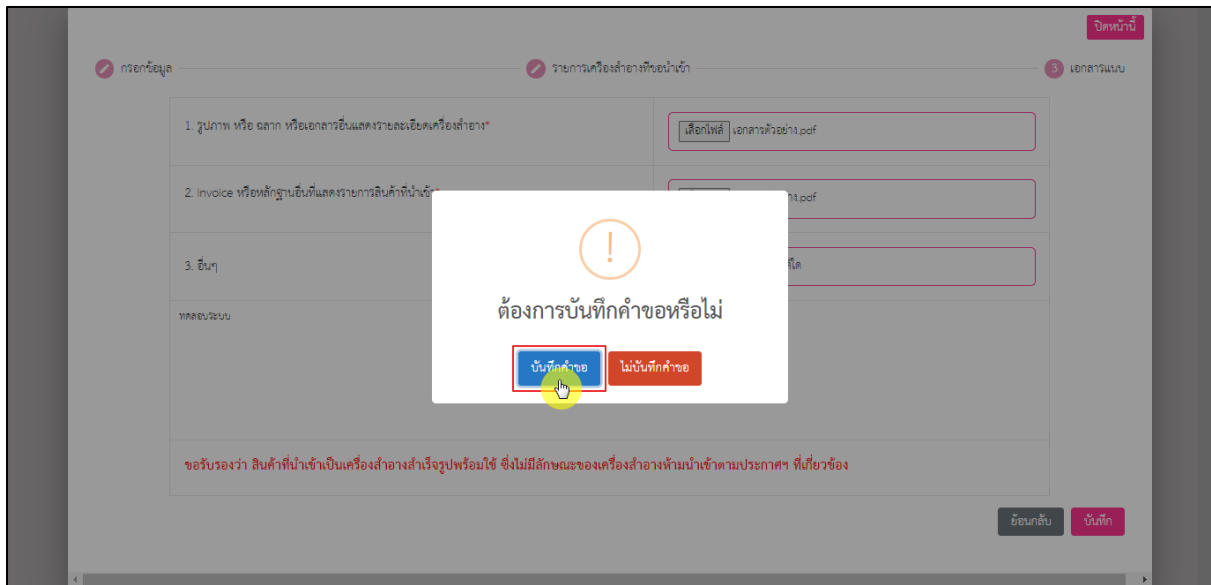 ปิดหน้านี้
กรอกข้อมูล
รายการเครื่องสำอางที่ขอนำเข้า
3 เอกสารแนบ
1. รูปภาพ หรือ ฉลาก หรือเอกสารอื่นแสดงรายละเอียดเครื่องสำอาง*
เลือกไฟล์ เอกสารตัวอย่าง.pdf
2. Invoice หรือหลักฐานอื่นที่แสดงรายการสินค้าที่นำเข้า*
.pdf
3. อื่นๆ
!
ต้องการบันทึกคำขอหรือไม่
ทดสอบระบบ
บันทึกคำขอ ไม่บันทึกคำขอ
ขอรับรองว่า สินค้าที่นำเข้าเป็นเครื่องสำอางสำเร็จรูปพร้อมใช้ ซึ่งไม่มีลักษณะของเครื่องสำอางห้ามนำเข้าตามประกาศฯ ที่เกี่ยวข้อง
ย้อนกลับ บันทึก